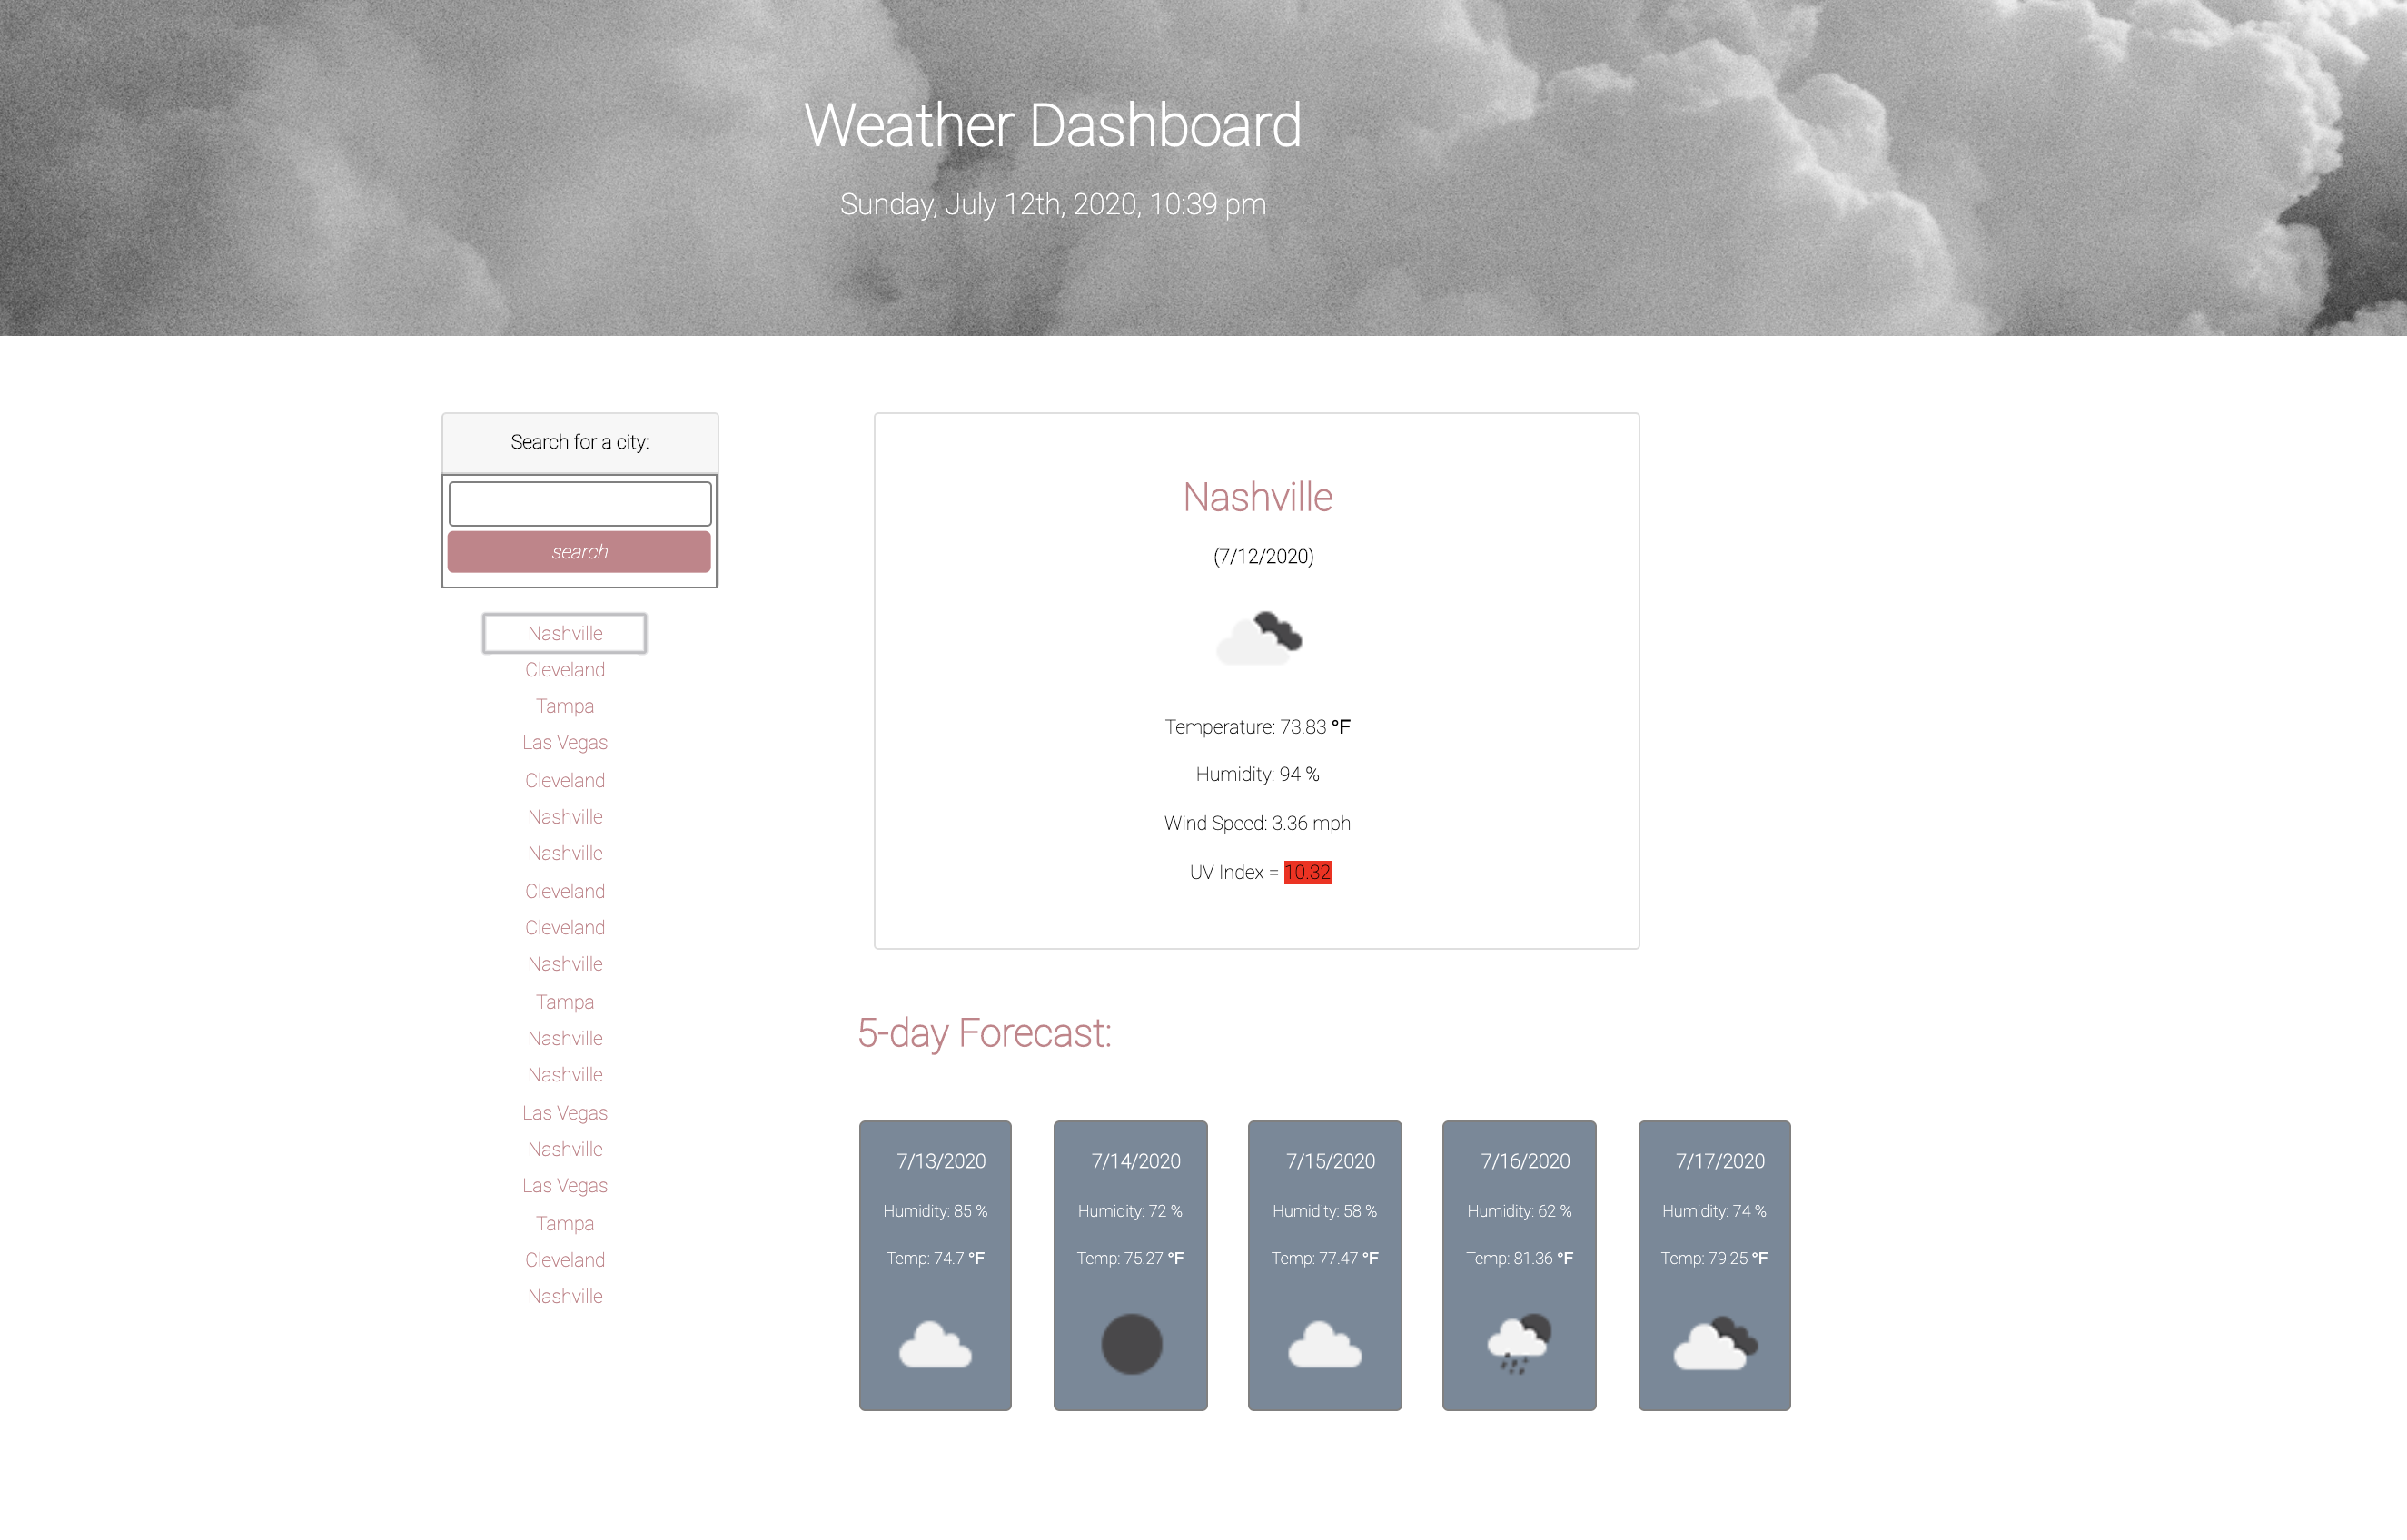 Weather Dashboard
Sunday, July 12th, 2020, 10:39 pm
Search for a city:
search
Nashville
Cleveland
Tampa
Las Vegas
Cleveland
Nashville
Nashville
Cleveland
Cleveland
Nashville
Tampa
Nashville
Nashville
Las Vegas
Nashville
Las Vegas
Tampa
Cleveland
Nashville
Nashville
(7/12/2020)
Temperature: 73.83 °F
Humidity: 94 %
Wind Speed: 3.36 mph
UV Index = 10.32
5-day Forecast:
7/13/2020
Humidity: 85 %
Temp: 74.7 °F
7/14/2020
Humidity: 72 %
Temp: 75.27 °F
7/15/2020
Humidity: 58 %
Temp: 77.47 °F
7/16/2020
Humidity: 62 %
Temp: 81.36 °F
7/17/2020
Humidity: 74 %
Temp: 79.25 °F